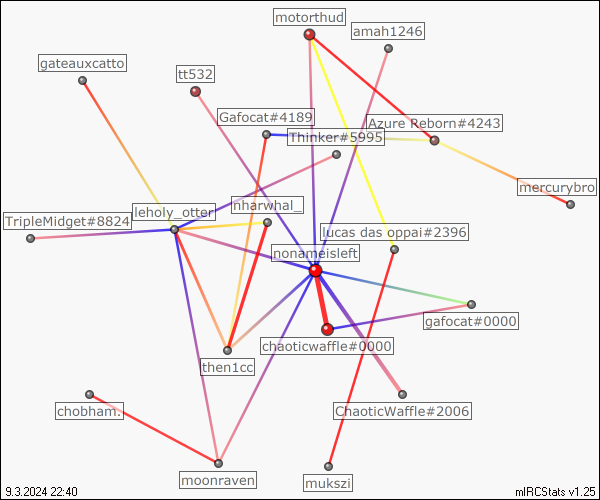 motorthud
amah1246
gateauxcatto
tt532
Gafocat#4189
Azure Reborn#4243
Thinker#5995
mercurybro
nharwhal_
leholy_otter
TripleMidget#8824
lucas das oppai#2396
nonameisleft
gafocat#0000
chaoticwaffle#0000
then1cc
chobham.
ChaoticWaffle#2006
moonraven
mukszi
9.3.2024 22:40
mIRCStats v1.25